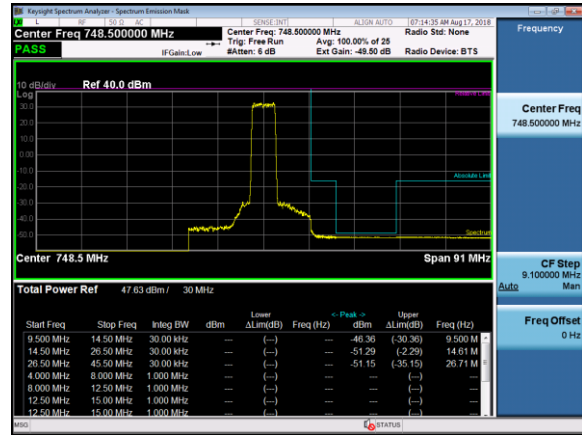 Keysight Spectrum Analyzer - Spectrum Emission Mask
L RF 50 Ω AC SENSE:INT ALIGN AUTO 07:14:35 AM Aug 17, 2018
Center Freq 748.500000 MHz Center Freq: 748.500000 MHz Radio Std: None
Trig: Free Run Avg: 100.00% of 25
PASS IFGain:Low #Atten: 6 dB Ext Gain: -49.50 dB Radio Device: BTS
10 dB/div Ref 40.0 dBm
Log
Relative Limit
30.0
20.0
10.0
0.00
-10.0
Absolute Limit
-20.0
-30.0
-40.0
-50.0
Spectrum
Center 748.5 MHz Span 91 MHz
Total Power Ref 47.63 dBm / 30 MHz
Lower <- Peak -> Upper
Start Freq Stop Freq Integ BW dBm ΔLim(dB) Freq (Hz) dBm ΔLim(dB) Freq (Hz)
9.500 MHz 14.50 MHz 30.00 kHz --- (---) --- -46.36 (-30.36) 9.500 M
14.50 MHz 26.50 MHz 30.00 kHz --- (---) --- -51.29 (-2.29) 14.61 M
26.50 MHz 45.50 MHz 30.00 kHz --- (---) --- -51.15 (-35.15) 26.71 M
4.000 MHz 8.000 MHz 1.000 MHz --- (---) --- --- (---) ---
8.000 MHz 12.50 MHz 1.000 MHz --- (---) --- --- (---) ---
12.50 MHz 15.00 MHz 1.000 MHz --- (---) --- --- (---) ---
12.50 MHz 15.00 MHz 1.000 MHz --- (---) --- --- (---) ---
MSG STATUS
Frequency
Center Freq
748.500000 MHz
CF Step
9.100000 MHz
Auto Man
Freq Offset
0 Hz